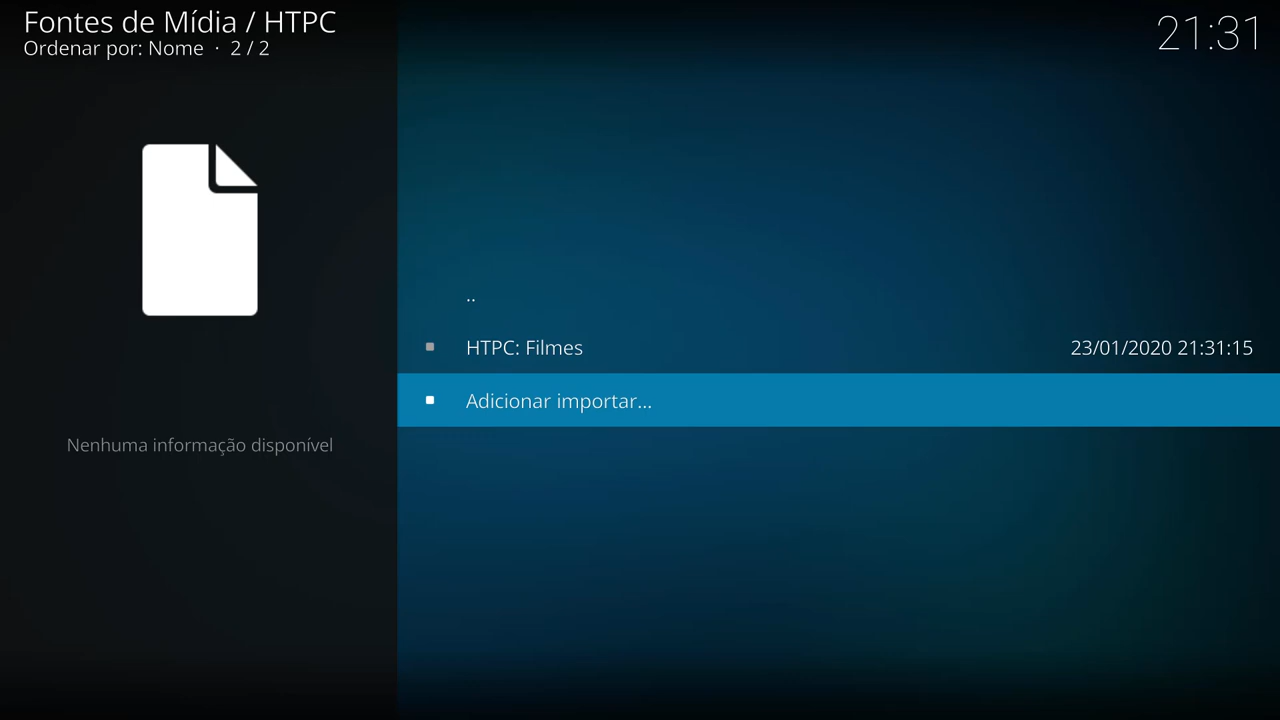 Fontes de Mídia / HTPC
Ordenar por: Nome · 2 / 2
21:31
..
HTPC: Filmes 23/01/2020 21:31:15
Adicionar importar...
Nenhuma informação disponível